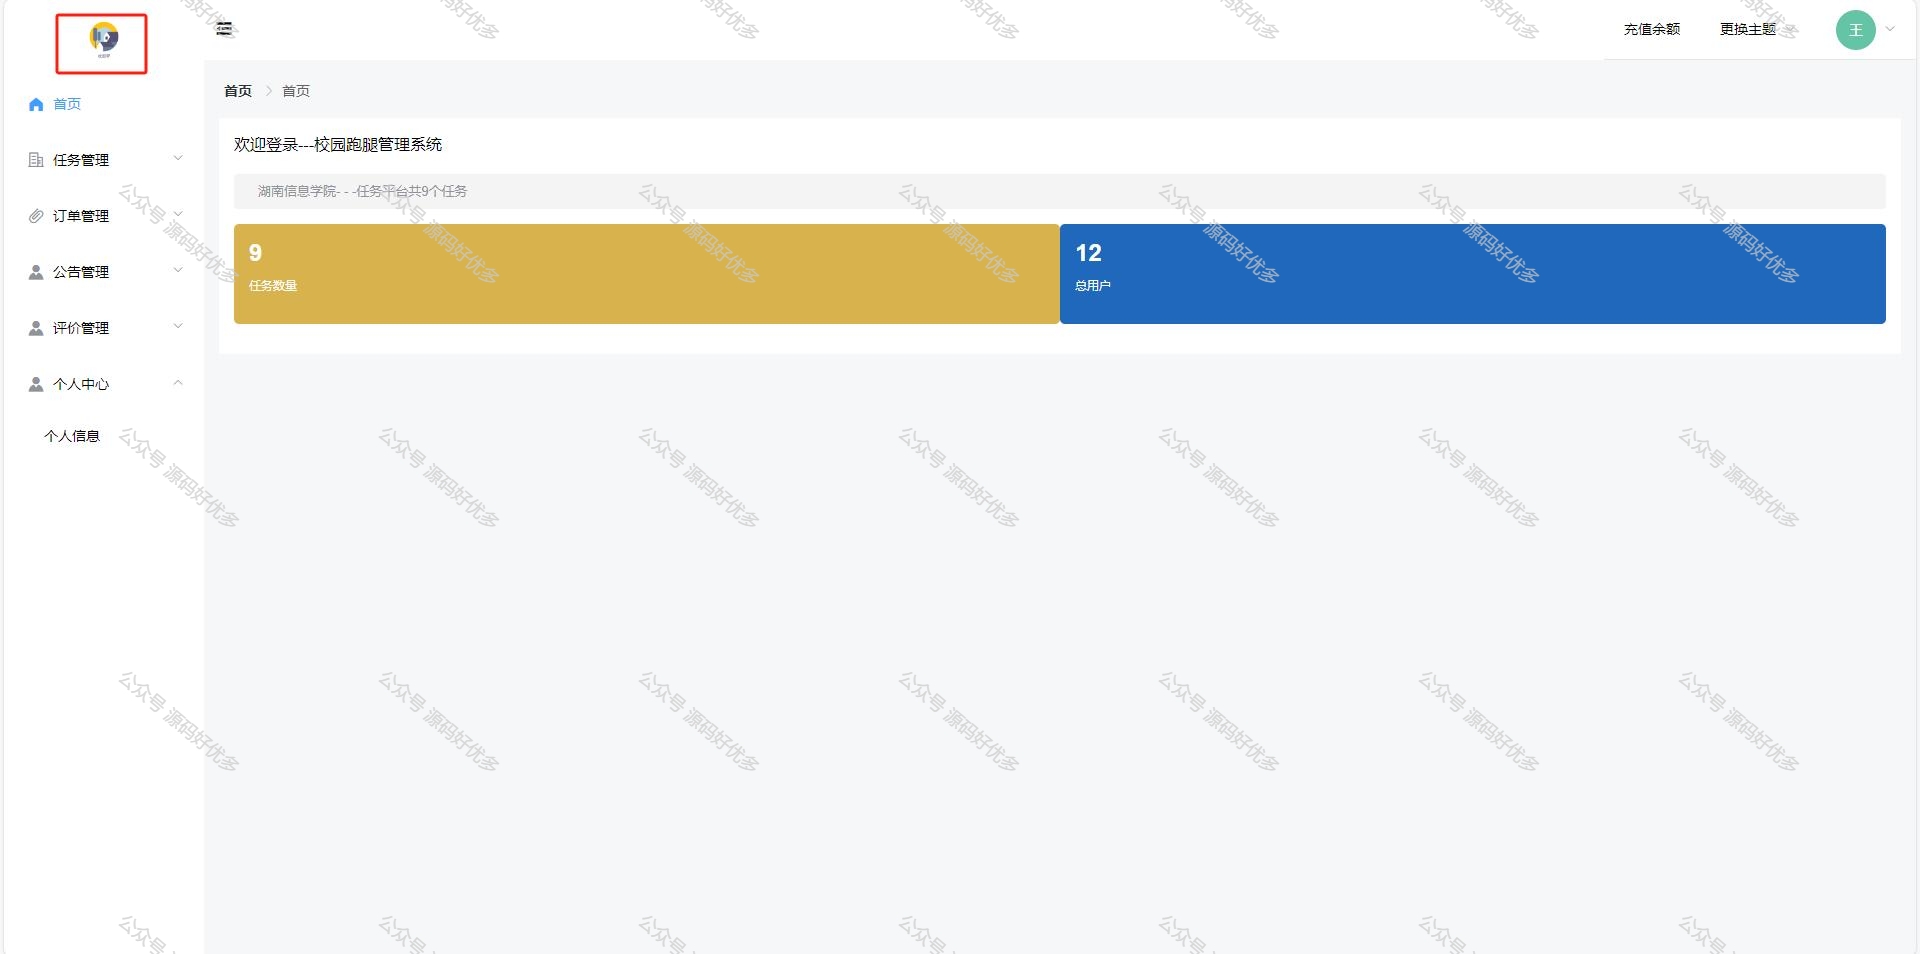 充值余额
更换主题
王
首页
任务管理
订单管理
公告管理
评价管理
个人中心
个人信息
首页 > 首页
欢迎登录---校园跑腿管理系统
湖南信息学院- - -任务平台共9个任务
9
任务数量
12
总用户
公众号 源码好优多